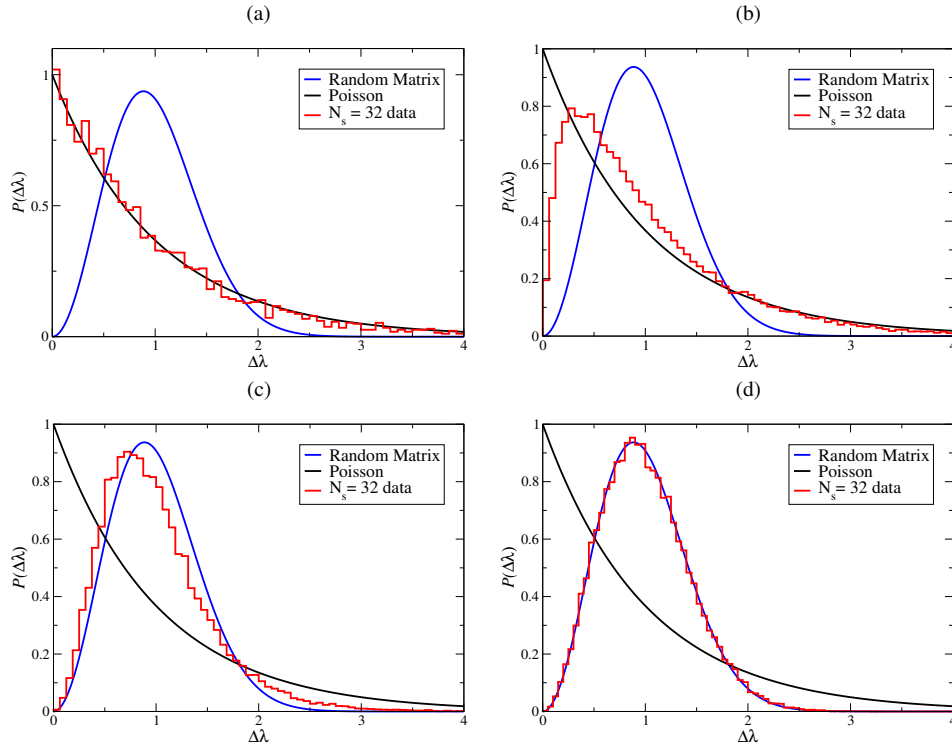 (a)
Random Matrix
Poisson
Nₛ = 32 data
P(Δλ)
1
0.5
0
0
1
2
3
4
Δλ
(b)
Random Matrix
Poisson
Nₛ = 32 data
P(Δλ)
1
0.8
0.6
0.4
0.2
0
0
1
2
3
4
Δλ
(c)
Random Matrix
Poisson
Nₛ = 32 data
P(Δλ)
1
0.8
0.6
0.4
0.2
0
0
1
2
3
4
Δλ
(d)
Random Matrix
Poisson
Nₛ = 32 data
P(Δλ)
1
0.8
0.6
0.4
0.2
0
0
1
2
3
4
Δλ